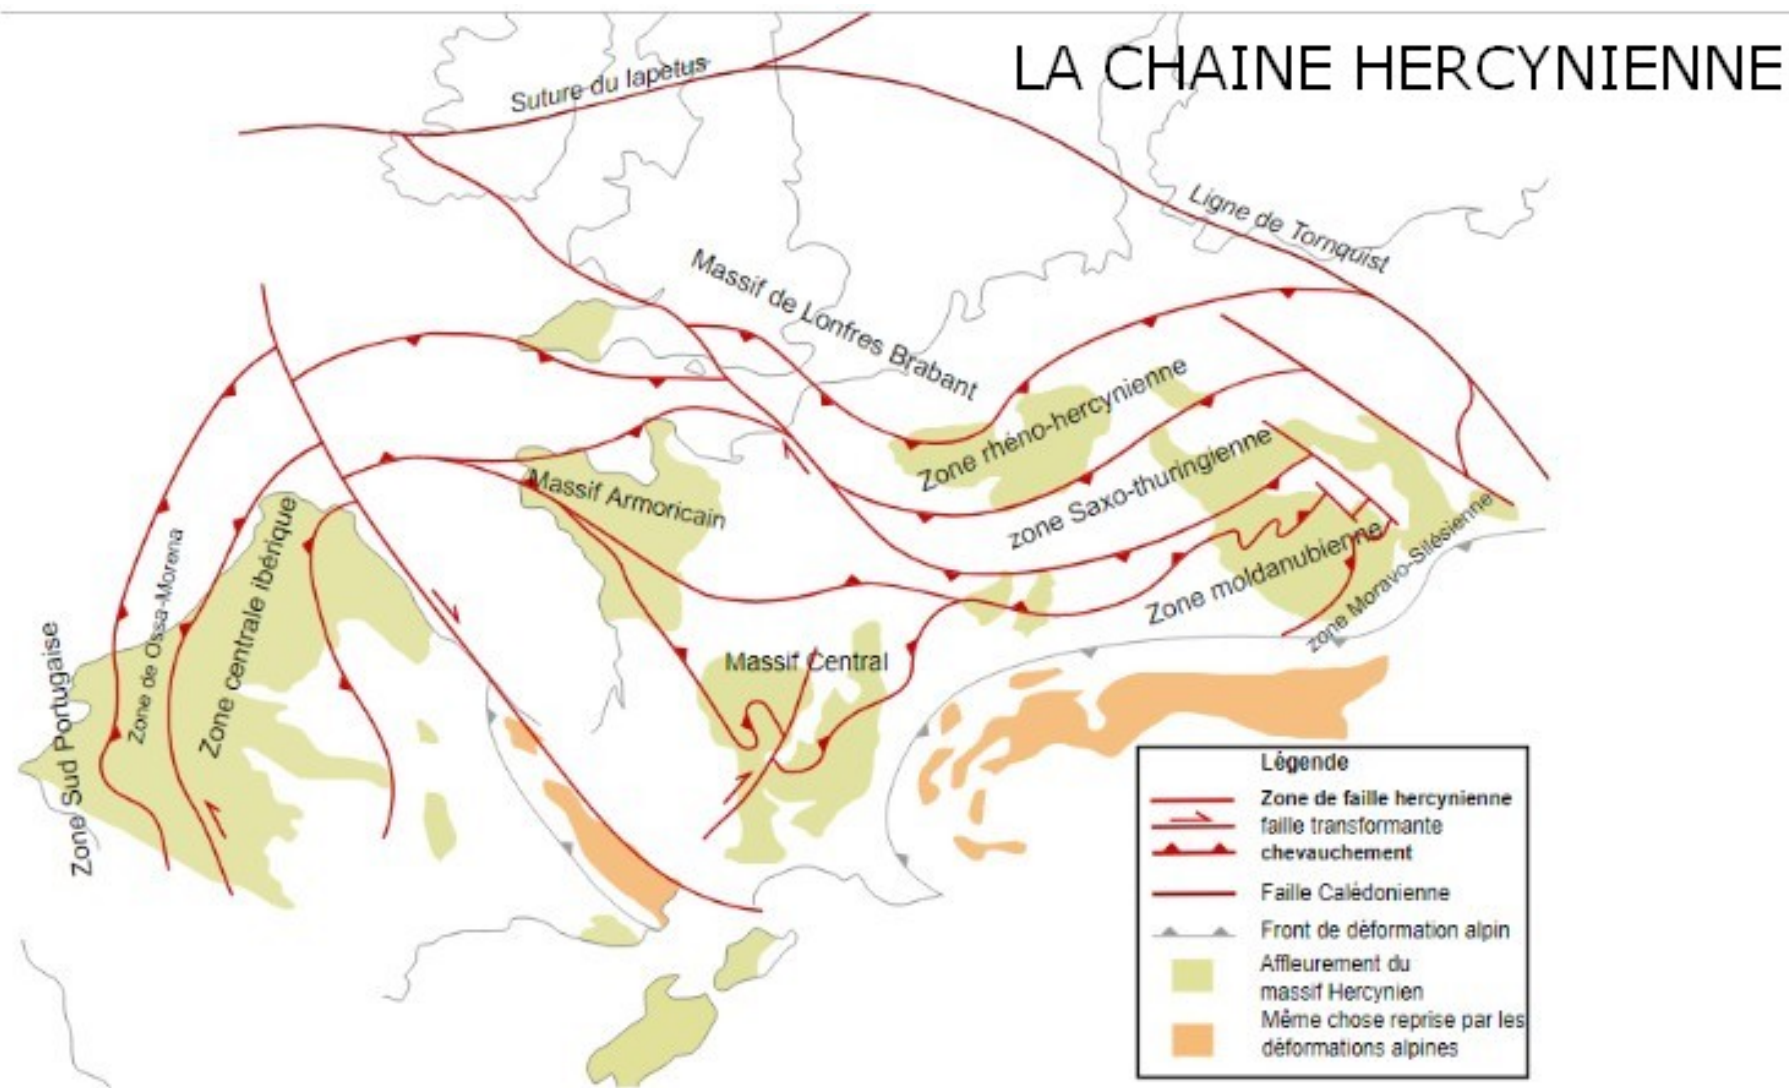 LA CHAINE HERCYNIENNE
Suture du Iapetus
Ligne de Tornquist
Massif de Lonfres Brabant
Zone rhéno-hercynienne
zone Saxo-thuringienne
Massif Armoricain
Zone moldanubienne
zone Moravo-Silésienne
Zone centrale ibérique
Zone de Ossa-Morena
Zone Sud Portugaise
Massif Central
Légende
Zone de faille hercynienne
faille transformante
chevauchement
Faille Calédonienne
Front de déformation alpin
Affleurement du
massif Hercynien
Même chose reprise par les
déformations alpines